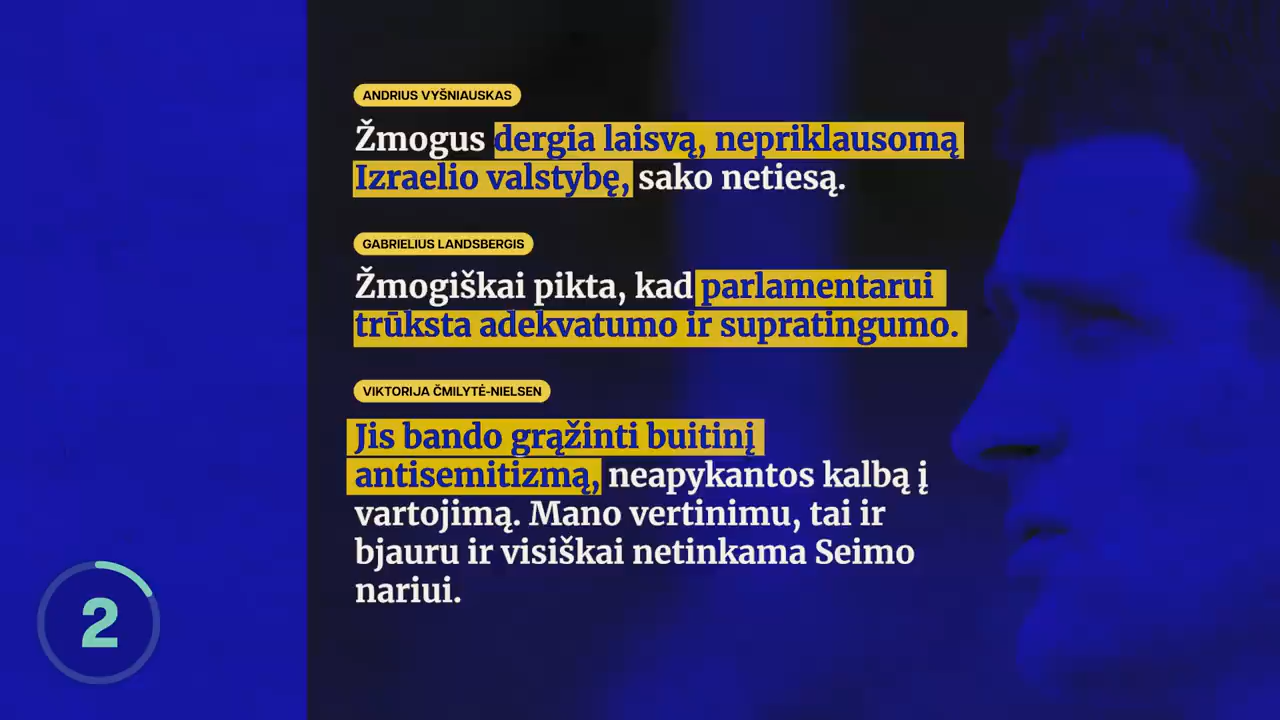 ANDRIUS VYŠNIAUSKAS
Žmogus dergia laisvą, nepriklausomą
Izraelio valstybę, sako netiesą.
GABRIELIUS LANDSBERGIS
Žmogiškai pikta, kad parlamentarui
trūksta adekvatumo ir supratingumo.
VIKTORIJA ČMILYTĖ-NIELSEN
Jis bando grąžinti buitinį
antisemitizmą, neapykantos kalbą į
vartojimą. Mano vertinimu, tai ir
bjauru ir visiškai netinkama Seimo
nariui.
2